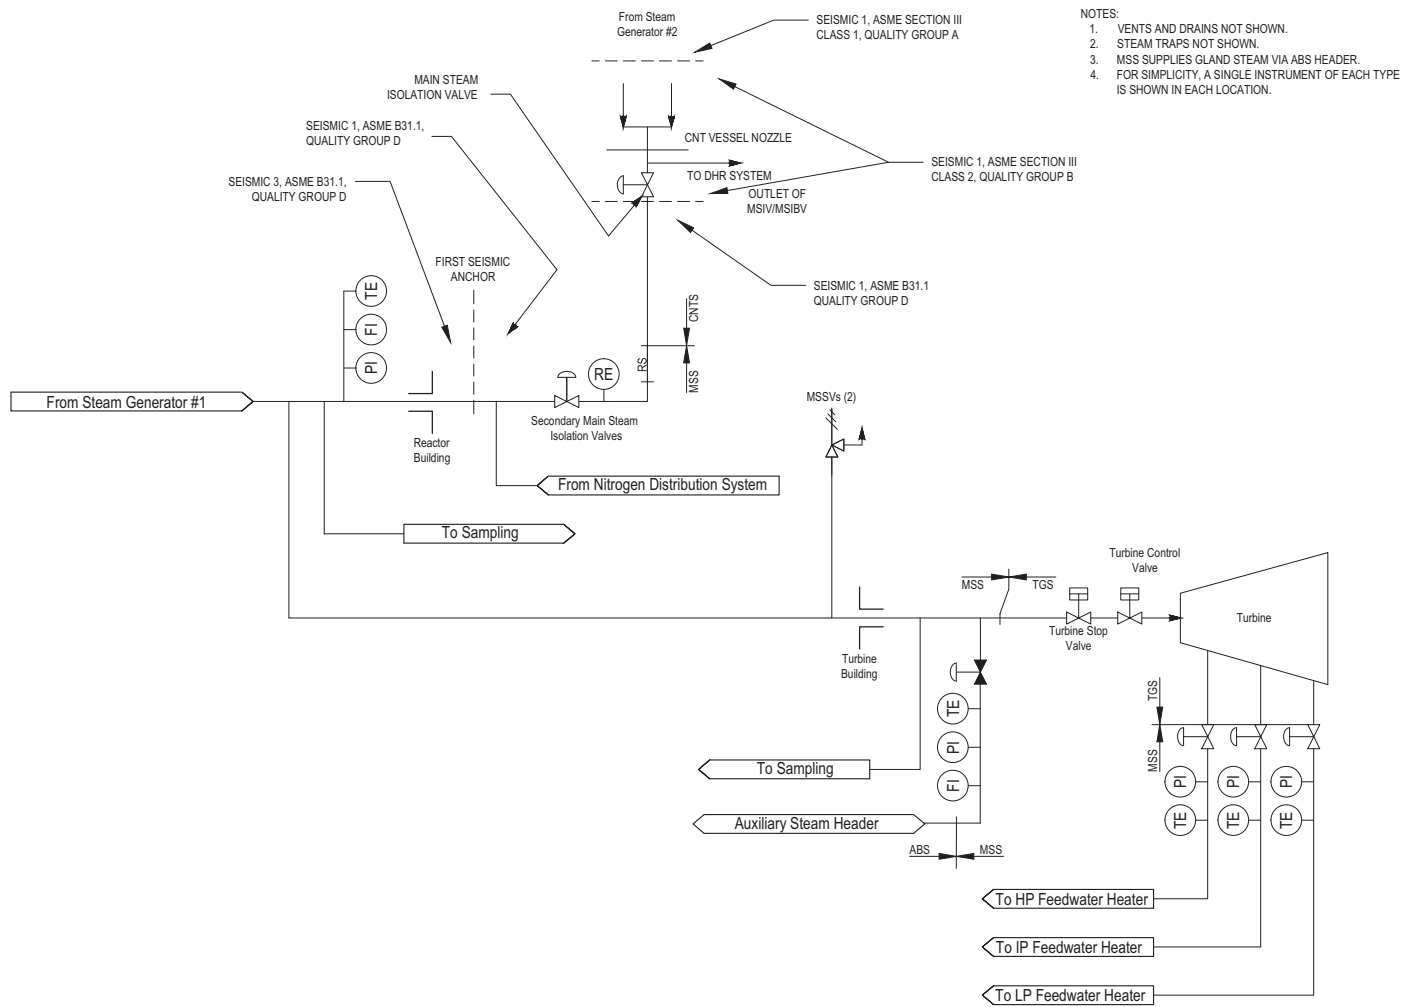 From Steam
Generator #2
SEISMIC 1, ASME SECTION III
CLASS 1, QUALITY GROUP A
NOTES:
1. VENTS AND DRAINS NOT SHOWN.
2. STEAM TRAPS NOT SHOWN.
3. MSS SUPPLIES GLAND STEAM VIA ABS HEADER.
4. FOR SIMPLICITY, A SINGLE INSTRUMENT OF EACH TYPE
IS SHOWN IN EACH LOCATION.
MAIN STEAM
ISOLATION VALVE
SEISMIC 1, ASME B31.1,
QUALITY GROUP D
CNT VESSEL NOZZLE
SEISMIC 1, ASME SECTION III
CLASS 2, QUALITY GROUP B
TO DHR SYSTEM
SEISMIC 3, ASME B31.1,
QUALITY GROUP D
OUTLET OF
MSIV/MSIBV
FIRST SEISMIC
ANCHOR
SEISMIC 1, ASME B31.1
QUALITY GROUP D
TE
FI
PI
CNTS
MSS
RS
RE
From Steam Generator #1
Secondary Main Steam
Isolation Valves
Reactor
Building
MSSVs (2)
From Nitrogen Distribution System
To Sampling
Turbine Control
Valve
MSS
TGS
Turbine
Turbine Stop
Valve
Turbine
Building
TGS
MSS
TE
PI
FI
To Sampling
PI
PI
PI
TE
TE
TE
Auxiliary Steam Header
ABS
MSS
To HP Feedwater Heater
To IP Feedwater Heater
To LP Feedwater Heater